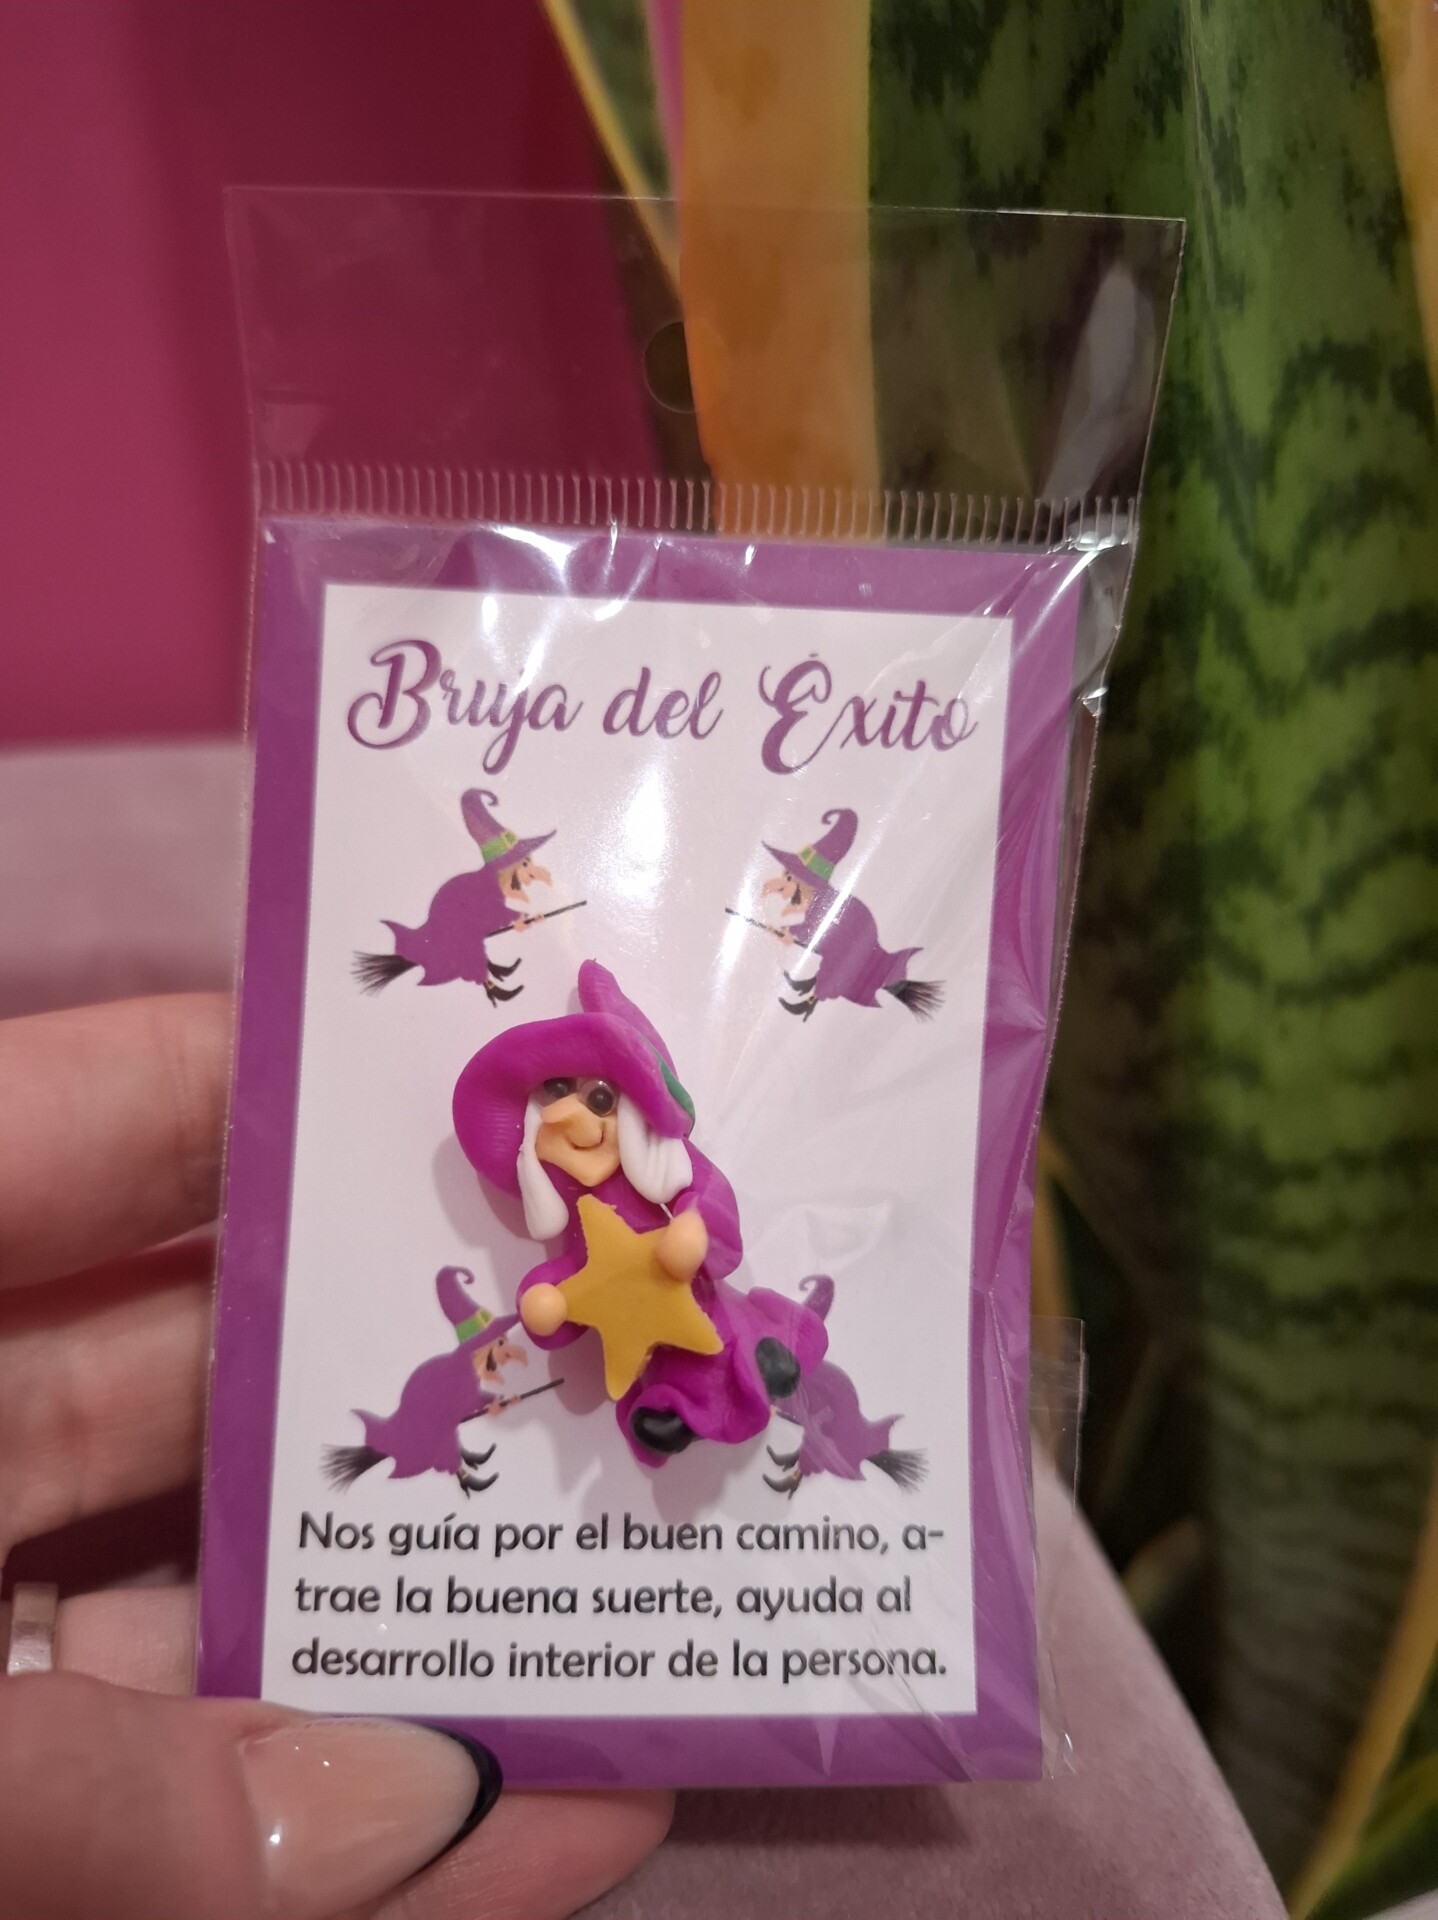 Bruja del Éxito
Nos guía por el buen camino, a-
trae la buena suerte, ayuda al
desarrollo interior de la persona.